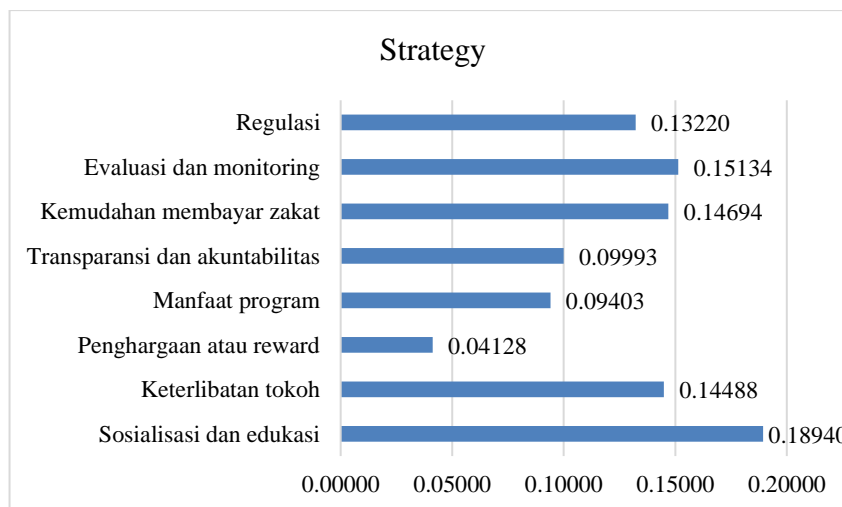 Strategy
Regulasi 0.13220
Evaluasi dan monitoring 0.15134
Kemudahan membayar zakat 0.14694
Transparansi dan akuntabilitas 0.09993
Manfaat program 0.09403
Penghargaan atau reward 0.04128
Keterlibatan tokoh 0.14488
Sosialisasi dan edukasi 0.18940
0.00000 0.05000 0.10000 0.15000 0.20000